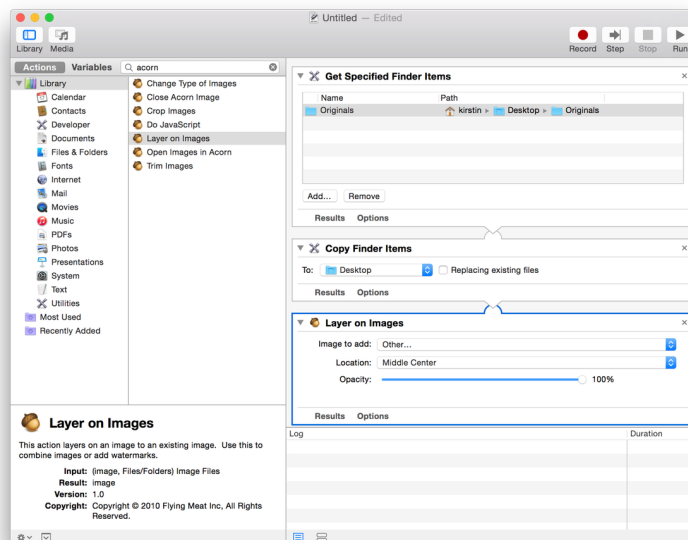 Untitled — Edited
Library Media
Record Step Stop Run
Actions Variables acorn
Library
Calendar
Contacts
Developer
Documents
Files & Folders
Fonts
Internet
Mail
Movies
Music
PDFs
Photos
Presentations
System
Text
Utilities
Most Used
Recently Added
Change Type of Images
Close Acorn Image
Crop Images
Do JavaScript
Layer on Images
Open Images in Acorn
Trim Images
Get Specified Finder Items
Name Path
Originals kirstin Desktop Originals
Add... Remove
Results Options
Copy Finder Items
To: Desktop Replacing existing files
Results Options
Layer on Images
Image to add: Other...
Location: Middle Center
Opacity: 100%
Results Options
Layer on Images
This action layers on an image to an existing image. Use this to
combine images or add watermarks.
Input: (image, Files/Folders) Image Files
Result: image
Version: 1.0
Copyright: Copyright © 2010 Flying Meat Inc, All Rights
Reserved.
Log Duration